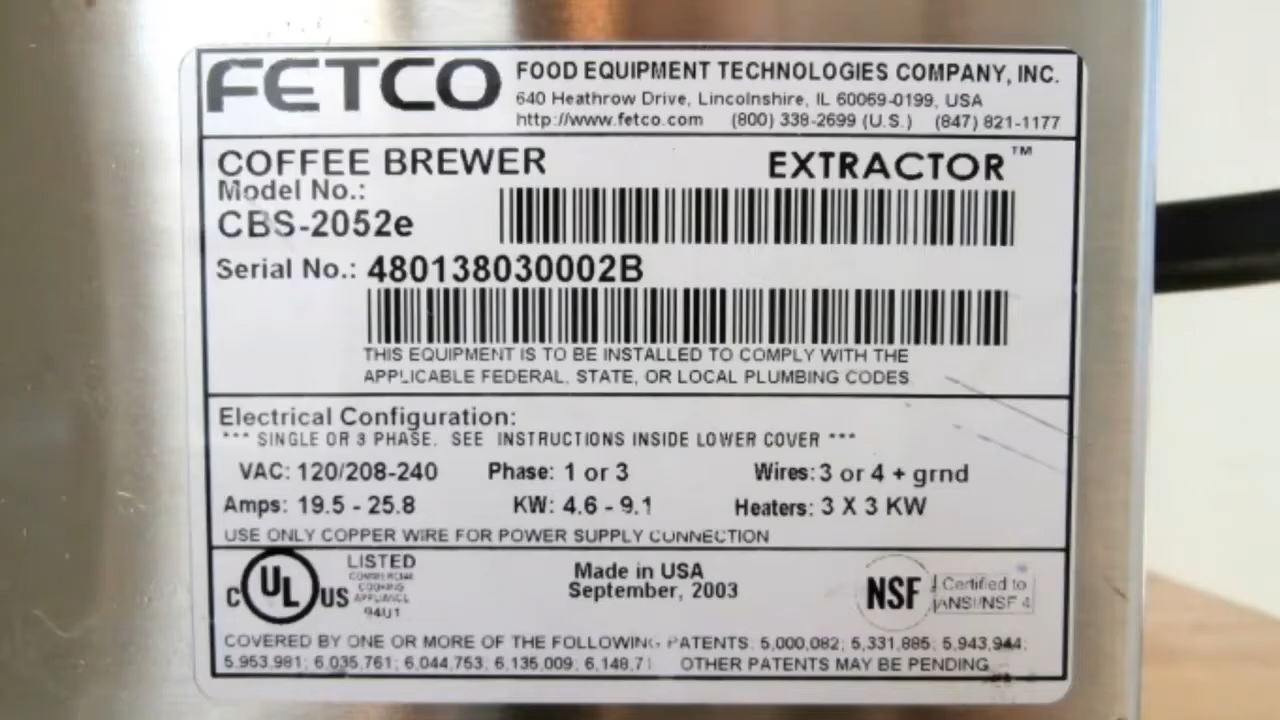 FETCO
FOOD EQUIPMENT TECHNOLOGIES COMPANY, INC.
640 Heathrow Drive, Lincolnshire, IL 60069-0199, USA
http://www.fetco.com (800) 338-2699 (U.S.) (847) 821-1177
COFFEE BREWER EXTRACTOR™
Model No.:
CBS-2052e
Serial No.: 480138030002B
THIS EQUIPMENT IS TO BE INSTALLED TO COMPLY WITH THE
APPLICABLE FEDERAL, STATE, OR LOCAL PLUMBING CODES
Electrical Configuration:
*** SINGLE OR 3 PHASE. SEE INSTRUCTIONS INSIDE LOWER COVER ***
VAC: 120/208-240 Phase: 1 or 3 Wires: 3 or 4 + grnd
Amps: 19.5 - 25.8 KW: 4.6 - 9.1 Heaters: 3 X 3 KW
USE ONLY COPPER WIRE FOR POWER SUPPLY CONNECTION
C UL US
LISTED
COMMERCIAL
COOKING
APPLIANCE
94U1
Made in USA
September, 2003
NSF
Certified to
ANSI/NSF 4
COVERED BY ONE OR MORE OF THE FOLLOWING PATENTS: 5,000,082; 5,331,885; 5,943,944;
5,953,981; 6,035,761; 6,044,753; 6,135,009; OTHER PATENTS MAY BE PENDING